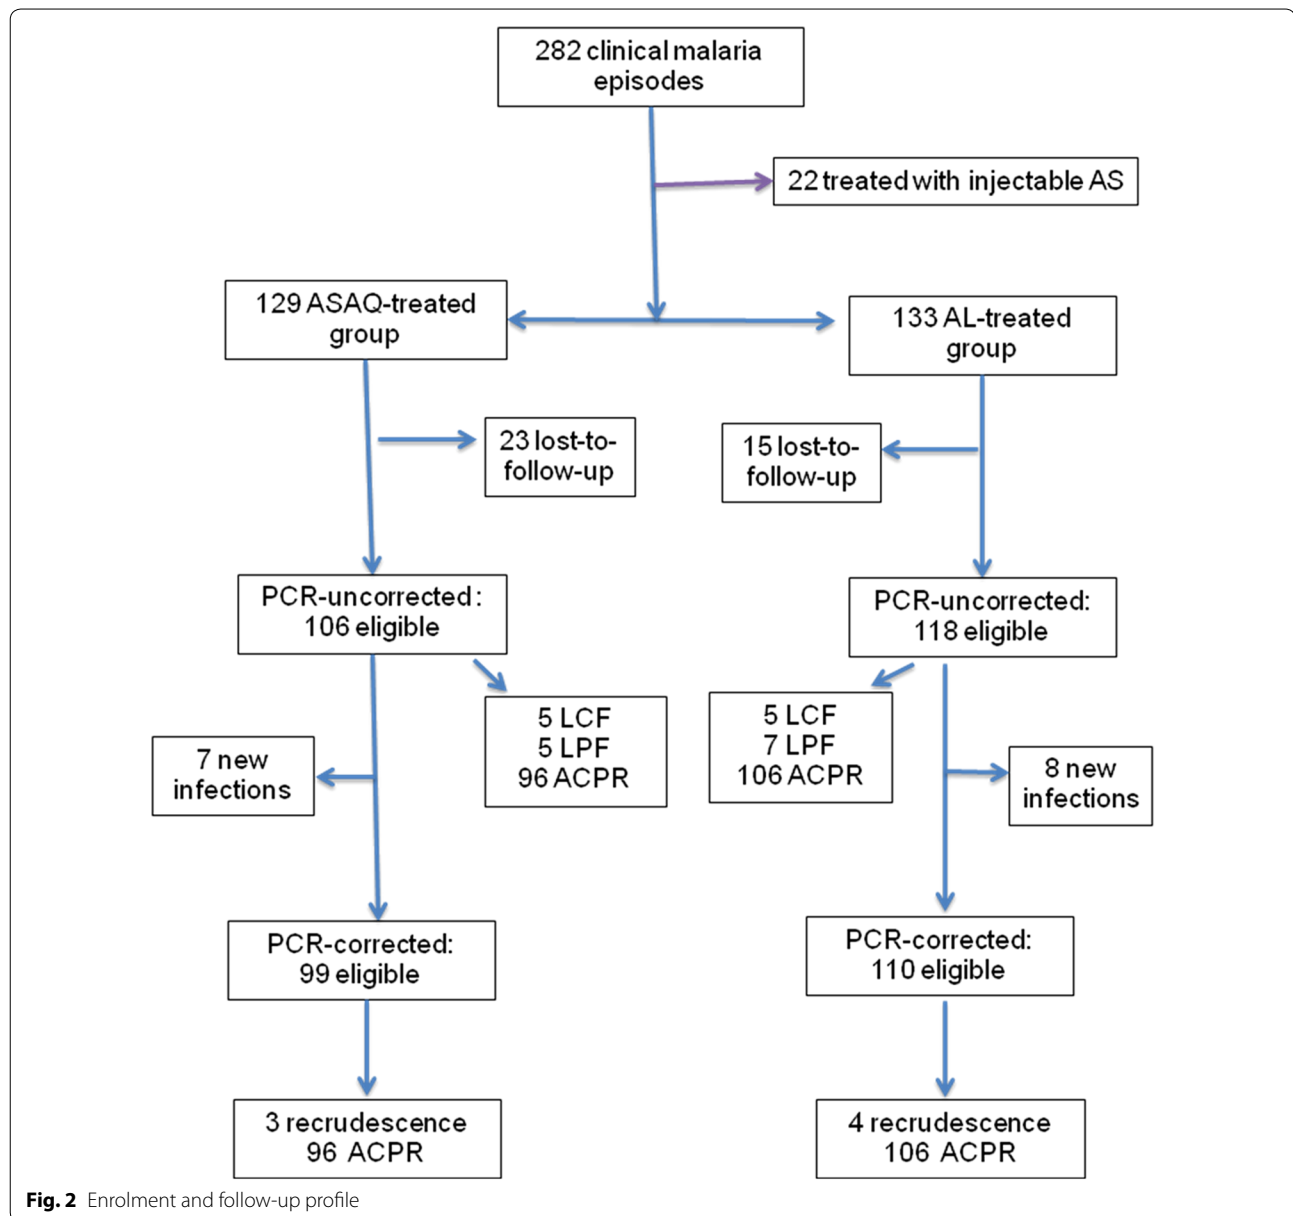 282 clinical malaria
episodes
22 treated with injectable AS
129 ASAQ-treated
group
133 AL-treated
group
23 lost-to-
follow-up
15 lost-to-
follow-up
PCR-uncorrected :
106 eligible
PCR-uncorrected:
118 eligible
5 LCF
5 LPF
96 ACPR
5 LCF
7 LPF
106 ACPR
7 new
infections
8 new
infections
PCR-corrected:
99 eligible
PCR-corrected:
110 eligible
3 recrudescence
96 ACPR
4 recrudescence
106 ACPR
Fig. 2 Enrolment and follow-up profile